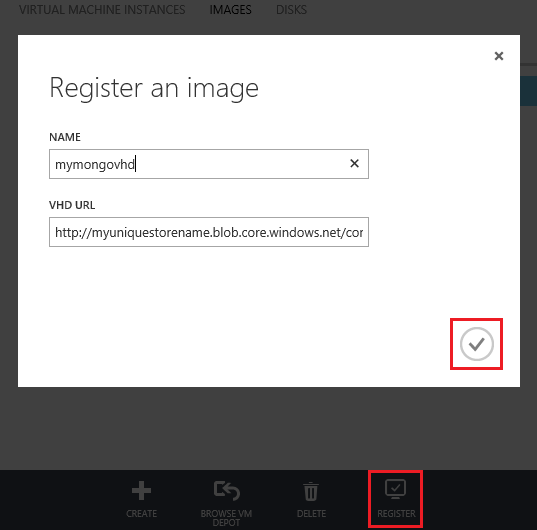 VIRTUAL MACHINE INSTANCES IMAGES DISKS
Register an image
NAME
mymongovhd
VHD URL
http://myuniquestorename.blob.core.windows.net/cor
CREATE
BROWSE VM
DEPOT
DELETE
REGISTER